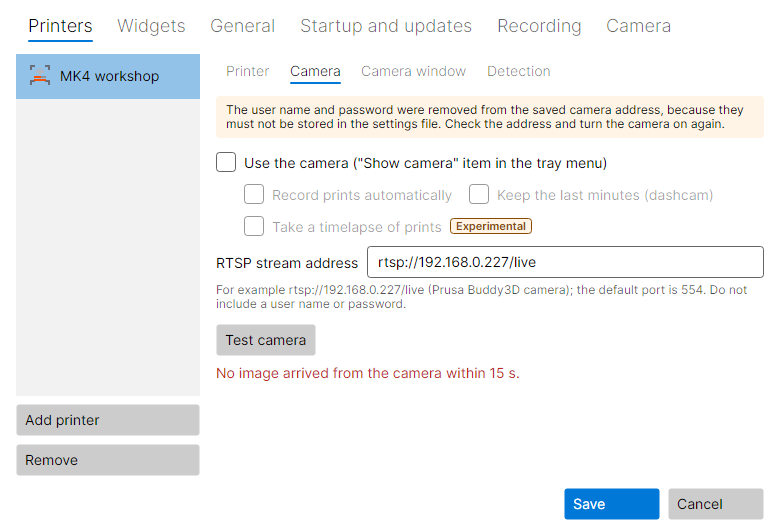 Printers Widgets General Startup and updates Recording Camera
MK4 workshop
Printer Camera Camera window Detection
The user name and password were removed from the saved camera address, because they
must not be stored in the settings file. Check the address and turn the camera on again.
Use the camera ("Show camera" item in the tray menu)
Record prints automatically Keep the last minutes (dashcam)
Take a timelapse of prints Experimental
RTSP stream address rtsp://192.168.0.227/live
For example rtsp://192.168.0.227/live (Prusa Buddy3D camera); the default port is 554. Do not
include a user name or password.
Test camera
No image arrived from the camera within 15 s.
Add printer
Remove
Save Cancel